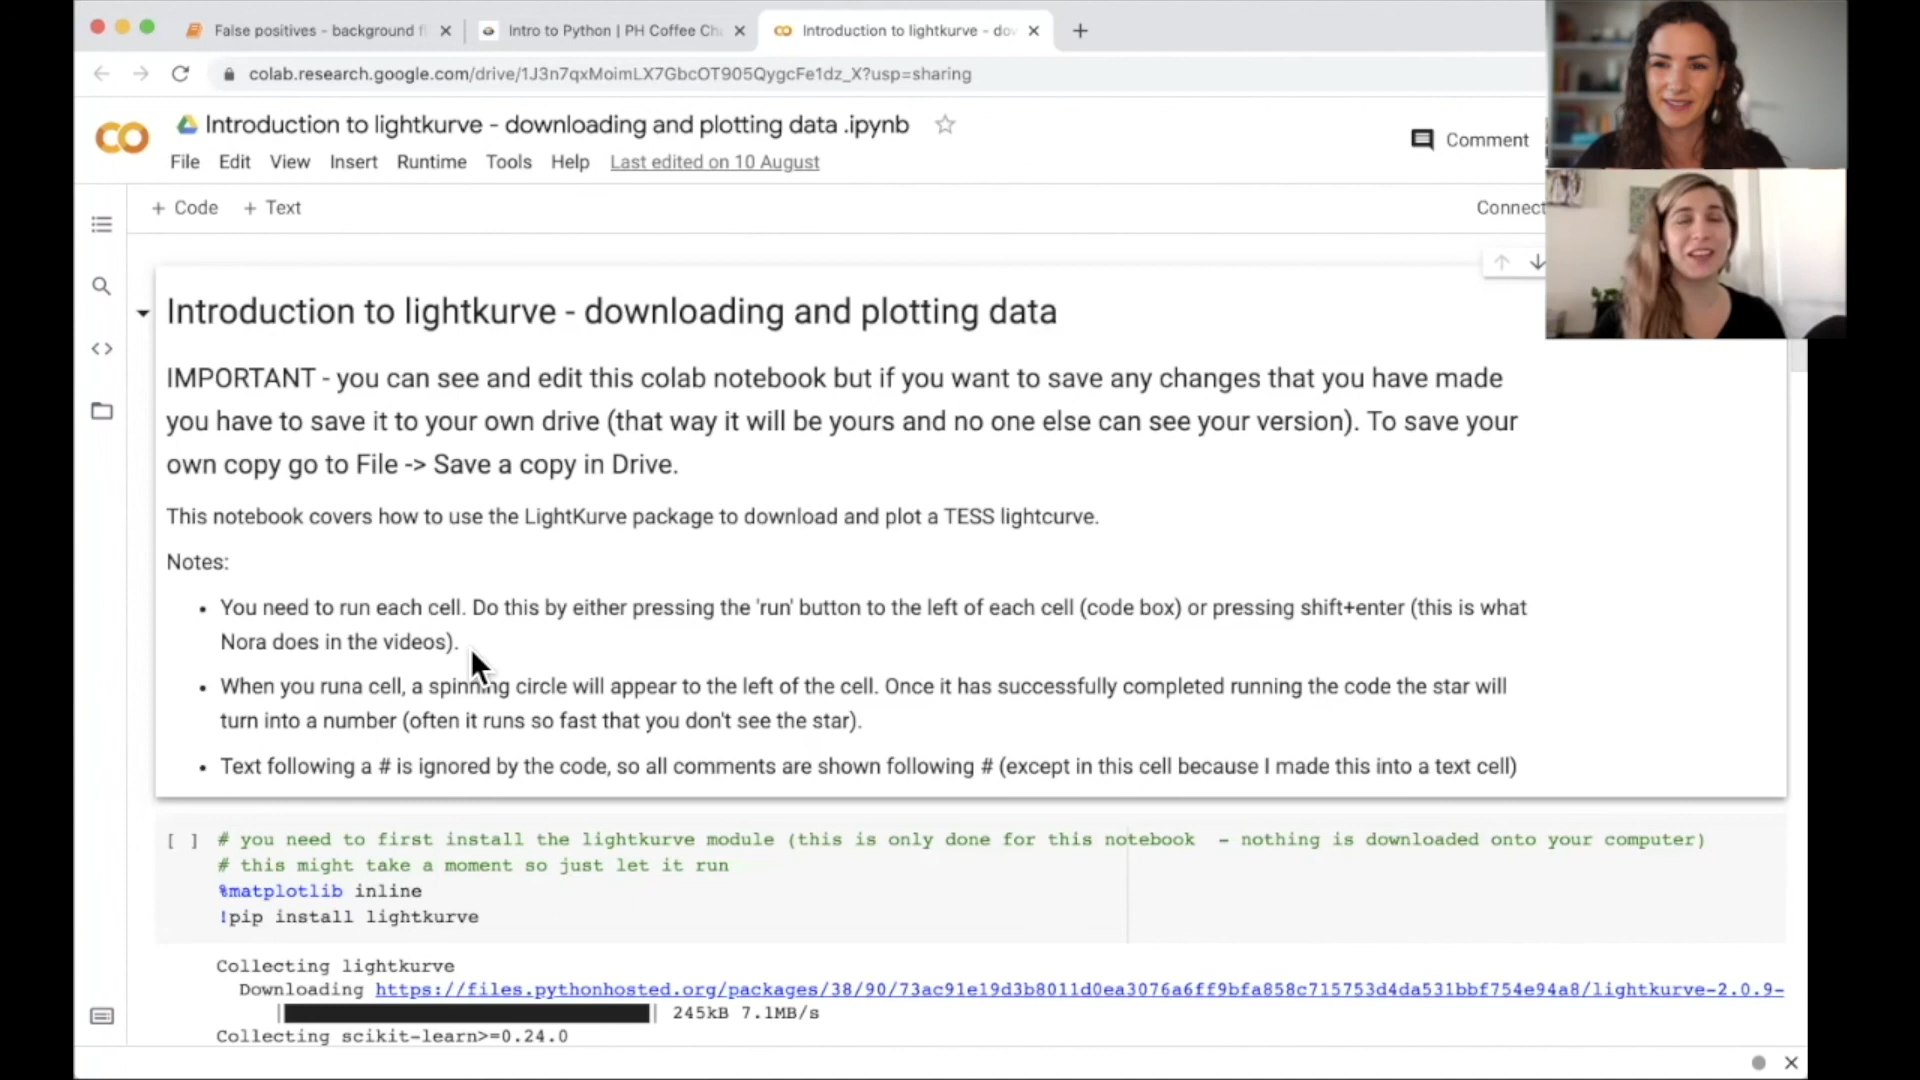 False positives - background
Intro to Python | PH Coffee Ch
Introduction to lightkurve - do
colab.research.google.com/drive/1J3n7qxMoimLX7GbcOT905QygcFe1dz_X?usp=sharing
Introduction to lightkurve - downloading and plotting data .ipynb
Comment
File Edit View Insert Runtime Tools Help Last edited on 10 August
+ Code + Text
Connect
Introduction to lightkurve - downloading and plotting data
IMPORTANT - you can see and edit this colab notebook but if you want to save any changes that you have made
you have to save it to your own drive (that way it will be yours and no one else can see your version). To save your
own copy go to File -> Save a copy in Drive.
This notebook covers how to use the LightKurve package to download and plot a TESS lightcurve.
Notes:
• You need to run each cell. Do this by either pressing the 'run' button to the left of each cell (code box) or pressing shift+enter (this is what
Nora does in the videos).
• When you runa cell, a spinning circle will appear to the left of the cell. Once it has successfully completed running the code the star will
turn into a number (often it runs so fast that you don't see the star).
• Text following a # is ignored by the code, so all comments are shown following # (except in this cell because I made this into a text cell)
[ ] # you need to first install the lightkurve module (this is only done for this notebook - nothing is downloaded onto your computer)
# this might take a moment so just let it run
%matplotlib inline
!pip install lightkurve
Collecting lightkurve
Downloading https://files.pythonhosted.org/packages/38/90/73ac91e19d3b8011d0ea3076a6ff9bfa858c715753d4da531bbf754e94a8/lightkurve-2.0.9-
| | 245kB 7.1MB/s
Collecting scikit-learn>=0.24.0